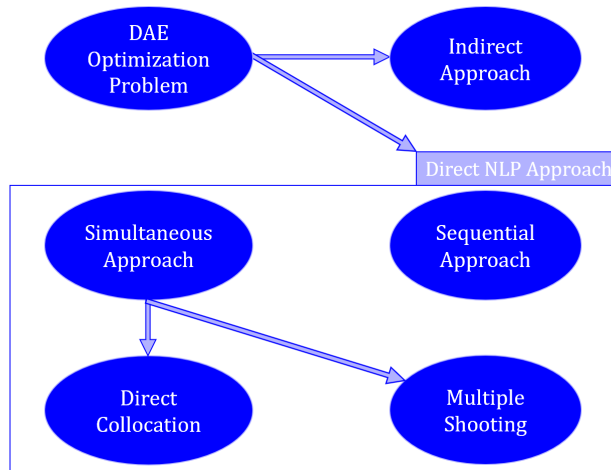 DAE
Optimization
Problem
Indirect
Approach
Direct NLP Approach
Simultaneous
Approach
Sequential
Approach
Direct
Collocation
Multiple
Shooting